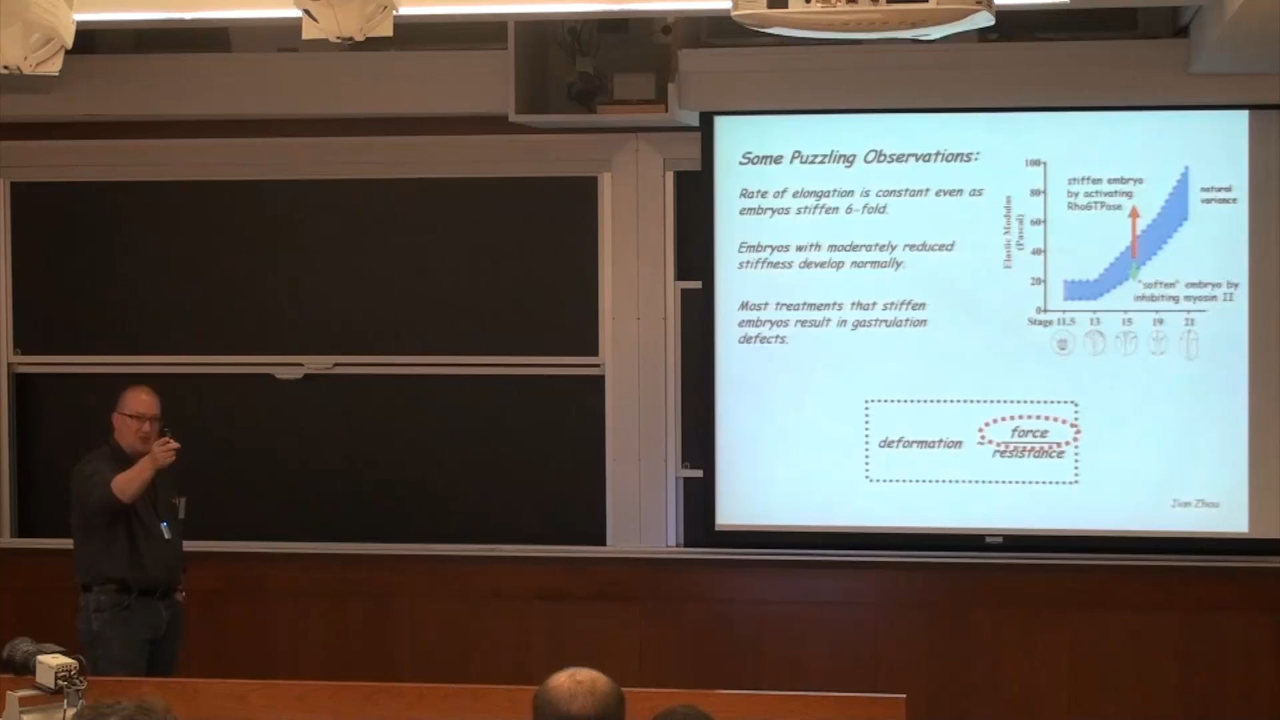 Some Puzzling Observations:
Rate of elongation is constant even as
embryos stiffen 6-fold.
Embryos with moderately reduced
stiffness develop normally.
Most treatments that stiffen
embryos result in gastrulation
defects.
Elastic Modulus
(Pascal)
100
80
60
40
20
0
stiffen embryo
by activating
RhoGTPase
natural
variance
"soften" embryo by
inhibiting myosin II
Stage 11.5 13 15 19 21
force
deformation ~
resistance
Jian Zhou